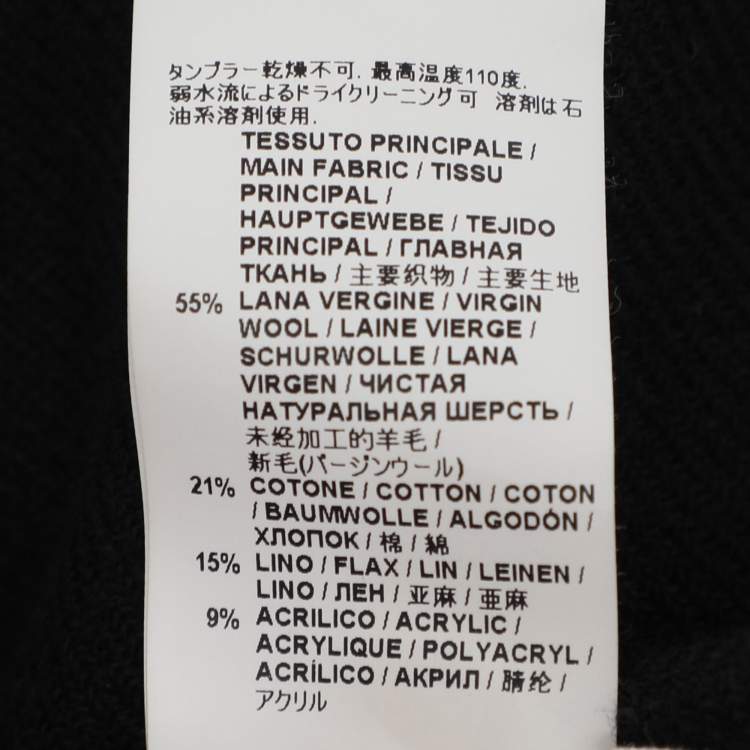 タンブラー乾燥不可. 最高温度110度.
弱水流によるドライクリーニング可 溶剤は石
油系溶剤使用.
TESSUTO PRINCIPALE /
MAIN FABRIC / TISSU
PRINCIPAL /
HAUPTGEWEBE / TEJIDO
PRINCIPAL / ГЛАВНАЯ
ТКАНЬ / 主要织物 / 主要生地
55% LANA VERGINE / VIRGIN
WOOL / LAINE VIERGE /
SCHURWOLLE / LANA
VIRGEN / ЧИСТАЯ
НАТУРАЛЬНАЯ ШЕРСТЬ /
未经加工的羊毛 /
新毛(バージンウール)
21% COTONE / COTTON / COTON
/ BAUMWOLLE / ALGODÓN /
ХЛОПОК / 棉 / 綿
15% LINO / FLAX / LIN / LEINEN /
LINO / ЛЕН / 亚麻 / 亜麻
9% ACRILICO / ACRYLIC /
ACRYLIQUE / POLYACRYL /
ACRÍLICO / АКРИЛ / 腈纶 /
アクリル